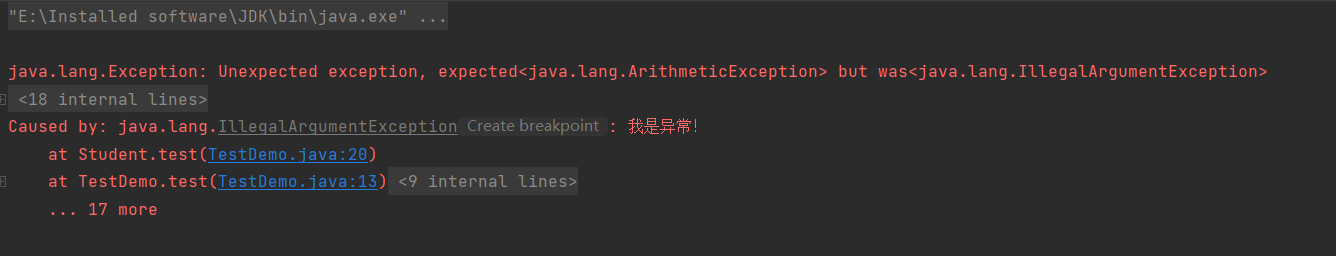 "E:\Installed software\JDK\bin\java.exe" ...
java.lang.Exception: Unexpected exception, expected<java.lang.ArithmeticException> but was<java.lang.IllegalArgumentException>
<18 internal lines>
Caused by: java.lang.IllegalArgumentException Create breakpoint : 我是异常!
at Student.test(TestDemo.java:20)
at TestDemo.test(TestDemo.java:13) <9 internal lines>
... 17 more